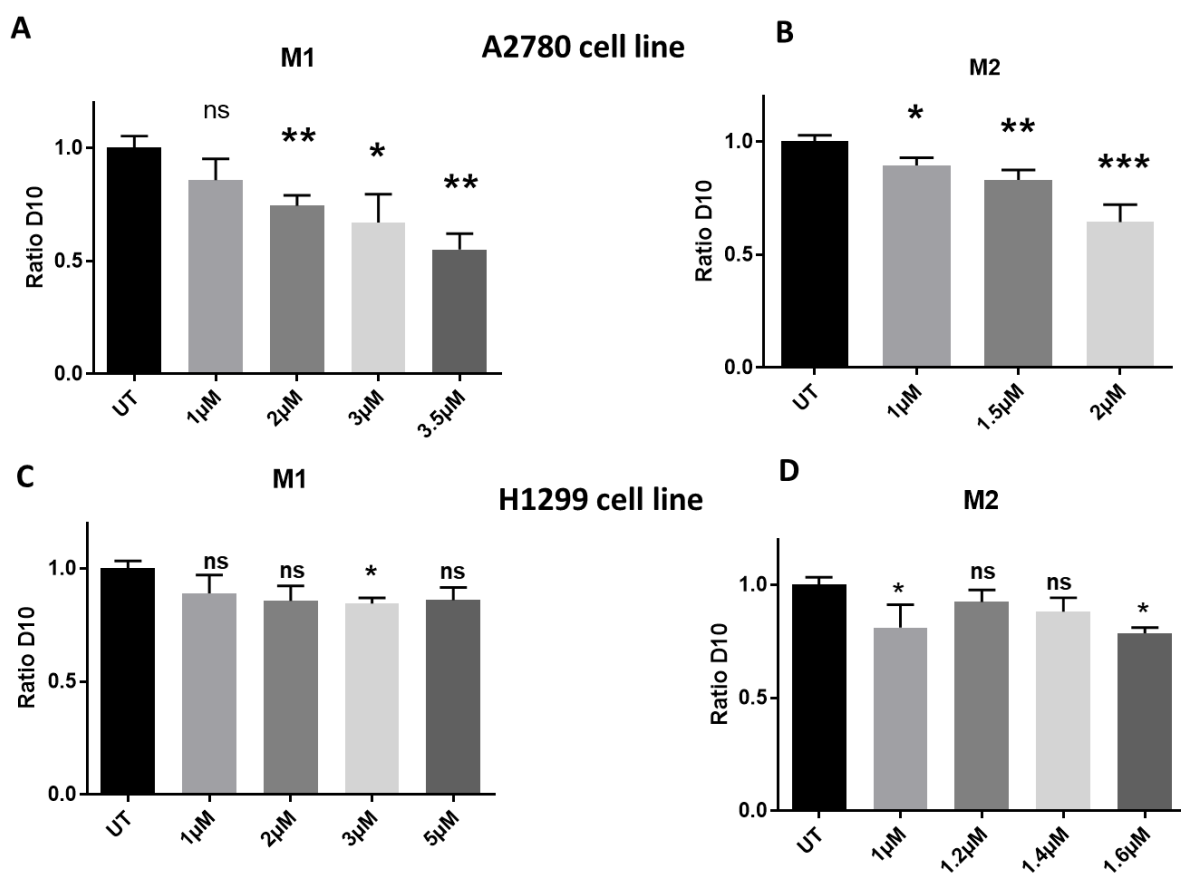 A
A2780 cell line
B
M1
M2
ns
**
*
**
*
**
***
Ratio D10
1.0
0.5
0.0
UT
1µM
2µM
3µM
3.5µM
Ratio D10
1.0
0.5
0.0
UT
1µM
1.5µM
2µM
C
M1
H1299 cell line
D
M2
ns
ns
*
ns
*
ns
ns
*
Ratio D10
1.0
0.5
0.0
UT
1µM
2µM
3µM
5µM
Ratio D10
1.0
0.5
0.0
UT
1µM
1.2µM
1.4µM
1.6µM